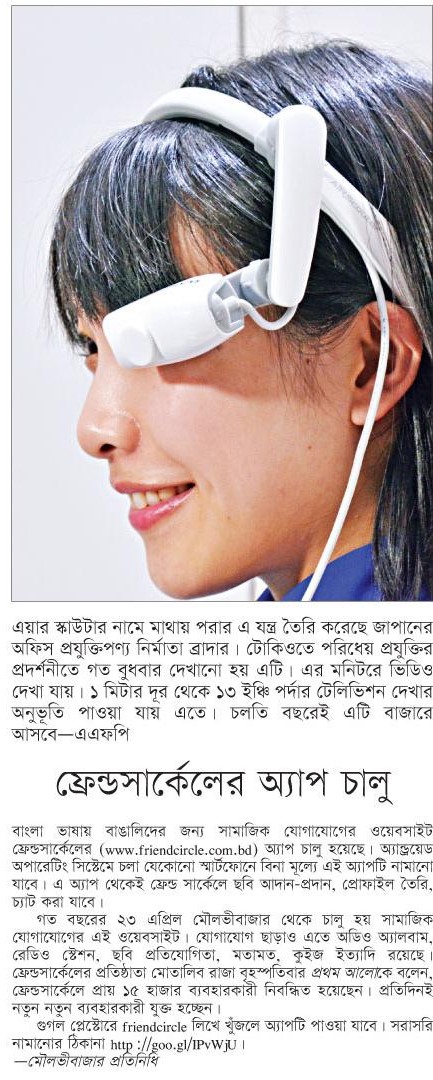 এয়ার স্কাউটার নামে মাথায় পরার এ যন্ত্র তৈরি করেছে জাপানের
অফিস প্রযুক্তিপণ্য নির্মাতা ব্রাদার। টোকিওতে পরিধেয় প্রযুক্তির
প্রদর্শনীতে গত বুধবার দেখানো হয় এটি। এর মনিটরে ভিডিও
দেখা যায়। ১ মিটার দূর থেকে ১৩ ইঞ্চি পর্দার টেলিভিশন দেখার
অনুভূতি পাওয়া যায় এতে। চলতি বছরেই এটি বাজারে
আসবে—এএফপি
ফ্রেন্ডসার্কেলের অ্যাপ চালু
বাংলা ভাষায় বাঙালিদের জন্য সামাজিক যোগাযোগের ওয়েবসাইট
ফ্রেন্ডসার্কেলের (www.friendcircle.com.bd) অ্যাপ চালু হয়েছে। অ্যান্ড্রয়েড
অপারেটিং সিস্টেমে চলা যেকোনো স্মার্টফোনে বিনা মূল্যে এই অ্যাপটি নামানো
যাবে। এ অ্যাপ থেকেই ফ্রেন্ড সার্কেলে ছবি আদান-প্রদান, প্রোফাইল তৈরি,
চ্যাট করা যাবে।
গত বছরের ২৩ এপ্রিল মৌলভীবাজার থেকে চালু হয় সামাজিক
যোগাযোগের এই ওয়েবসাইট। যোগাযোগ ছাড়াও এতে অডিও অ্যালবাম,
রেডিও স্টেশন, ছবি প্রতিযোগিতা, মতামত, কুইজ ইত্যাদি রয়েছে।
ফ্রেন্ডসার্কেলের প্রতিষ্ঠাতা মোতালিব রাজা বৃহস্পতিবার প্রথম আলোকে বলেন,
ফ্রেন্ডসার্কেলে প্রায় ১৫ হাজার ব্যবহারকারী নিবন্ধিত হয়েছেন। প্রতিদিনই
নতুন নতুন ব্যবহারকারী যুক্ত হচ্ছেন।
গুগল প্লেস্টোরে friendcircle লিখে খুঁজলে অ্যাপটি পাওয়া যাবে। সরাসরি
নামানোর ঠিকানা http ://goo.gl/IPvWjU।
—মৌলভীবাজার প্রতিনিধি